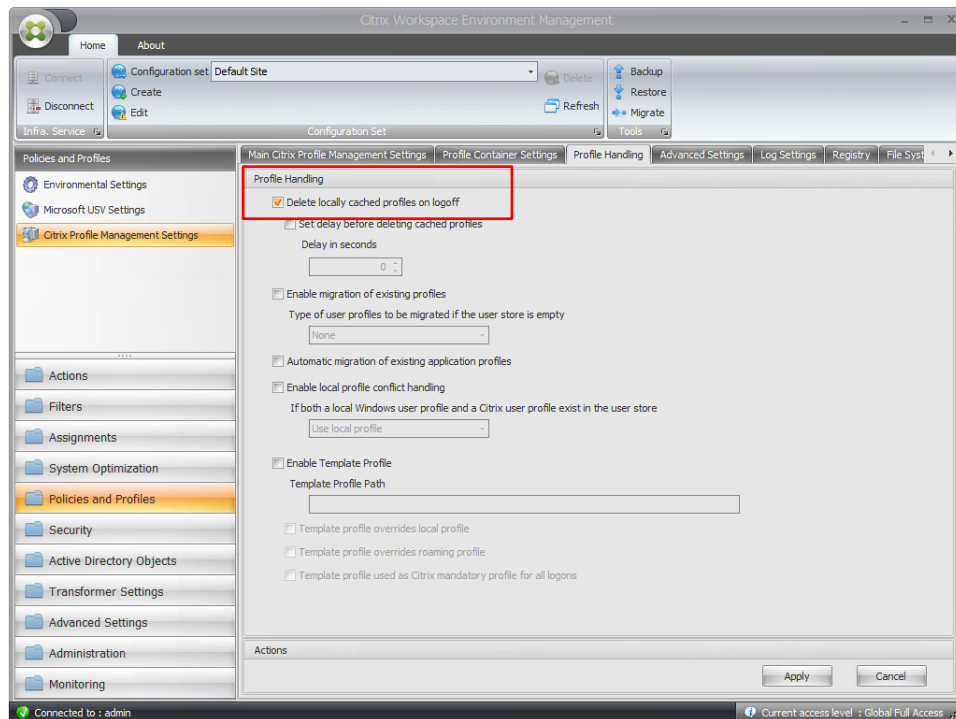 Citrix Workspace Environment Management
Home About
Connect
Disconnect
Infra. Service
Configuration set Default Site
Create
Edit
Delete
Refresh
Configuration Set
Backup
Restore
Migrate
Tools
Policies and Profiles
Environmental Settings
Microsoft USV Settings
Citrix Profile Management Settings
Actions
Filters
Assignments
System Optimization
Policies and Profiles
Security
Active Directory Objects
Transformer Settings
Advanced Settings
Administration
Monitoring
Main Citrix Profile Management Settings Profile Container Settings Profile Handling Advanced Settings Log Settings Registry File Syst
Profile Handling
Delete locally cached profiles on logoff
Set delay before deleting cached profiles
Delay in seconds
0
Enable migration of existing profiles
Type of user profiles to be migrated if the user store is empty
None
Automatic migration of existing application profiles
Enable local profile conflict handling
If both a local Windows user profile and a Citrix user profile exist in the user store
Use local profile
Enable Template Profile
Template Profile Path
Template profile overrides local profile
Template profile overrides roaming profile
Template profile used as Citrix mandatory profile for all logons
Actions
Apply Cancel
Connected to : admin
Current access level : Global Full Access